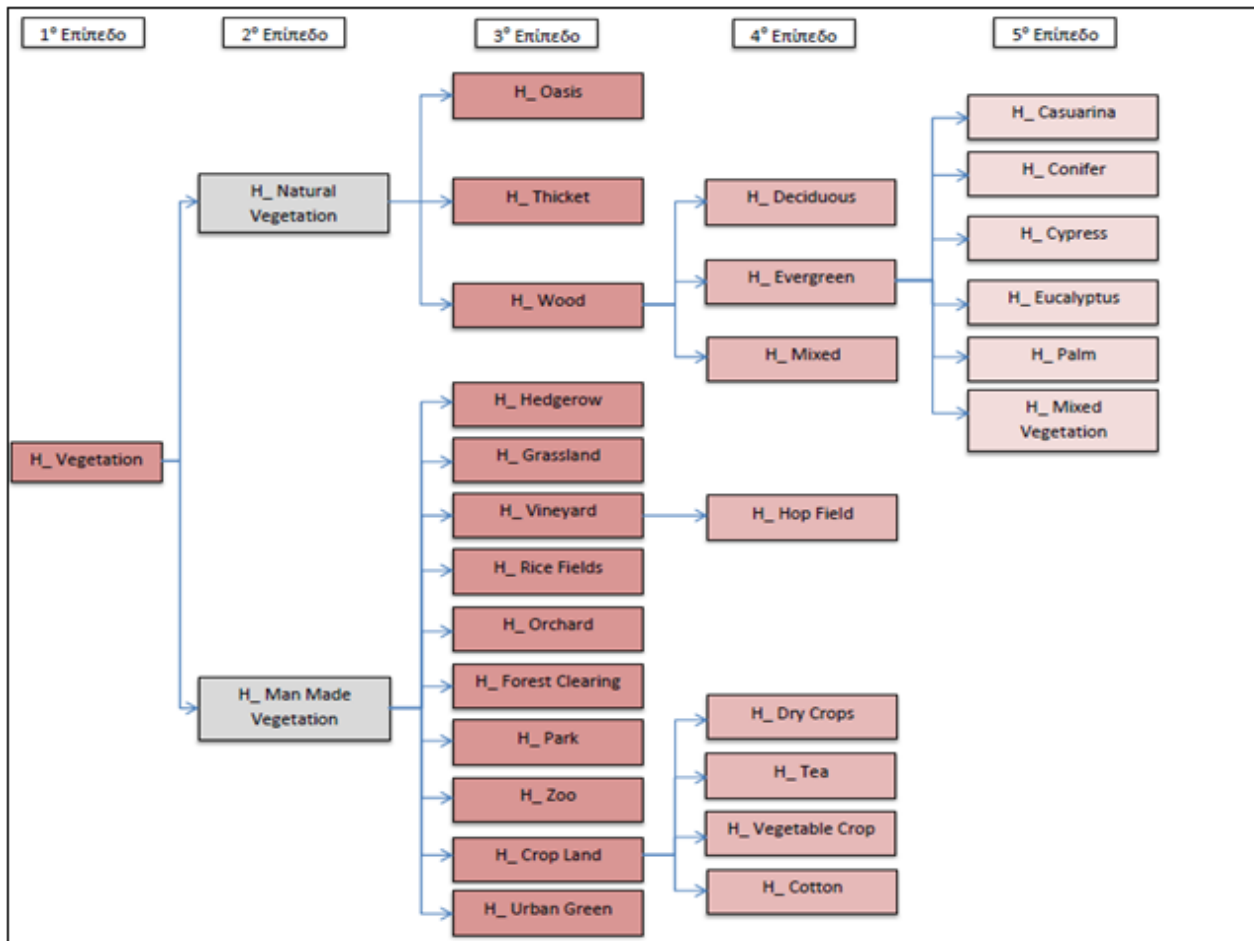 1° Επίπεδο
2° Επίπεδο
3° Επίπεδο
4° Επίπεδο
5° Επίπεδο
H_ Vegetation
H_ Natural
Vegetation
H_ Man Made
Vegetation
H_ Oasis
H_ Thicket
H_ Wood
H_ Hedgerow
H_ Grassland
H_ Vineyard
H_ Rice Fields
H_ Orchard
H_ Forest Clearing
H_ Park
H_ Zoo
H_ Crop Land
H_ Urban Green
H_ Deciduous
H_ Evergreen
H_ Mixed
H_ Hop Field
H_ Dry Crops
H_ Tea
H_ Vegetable Crop
H_ Cotton
H_ Casuarina
H_ Conifer
H_ Cypress
H_ Eucalyptus
H_ Palm
H_ Mixed
Vegetation